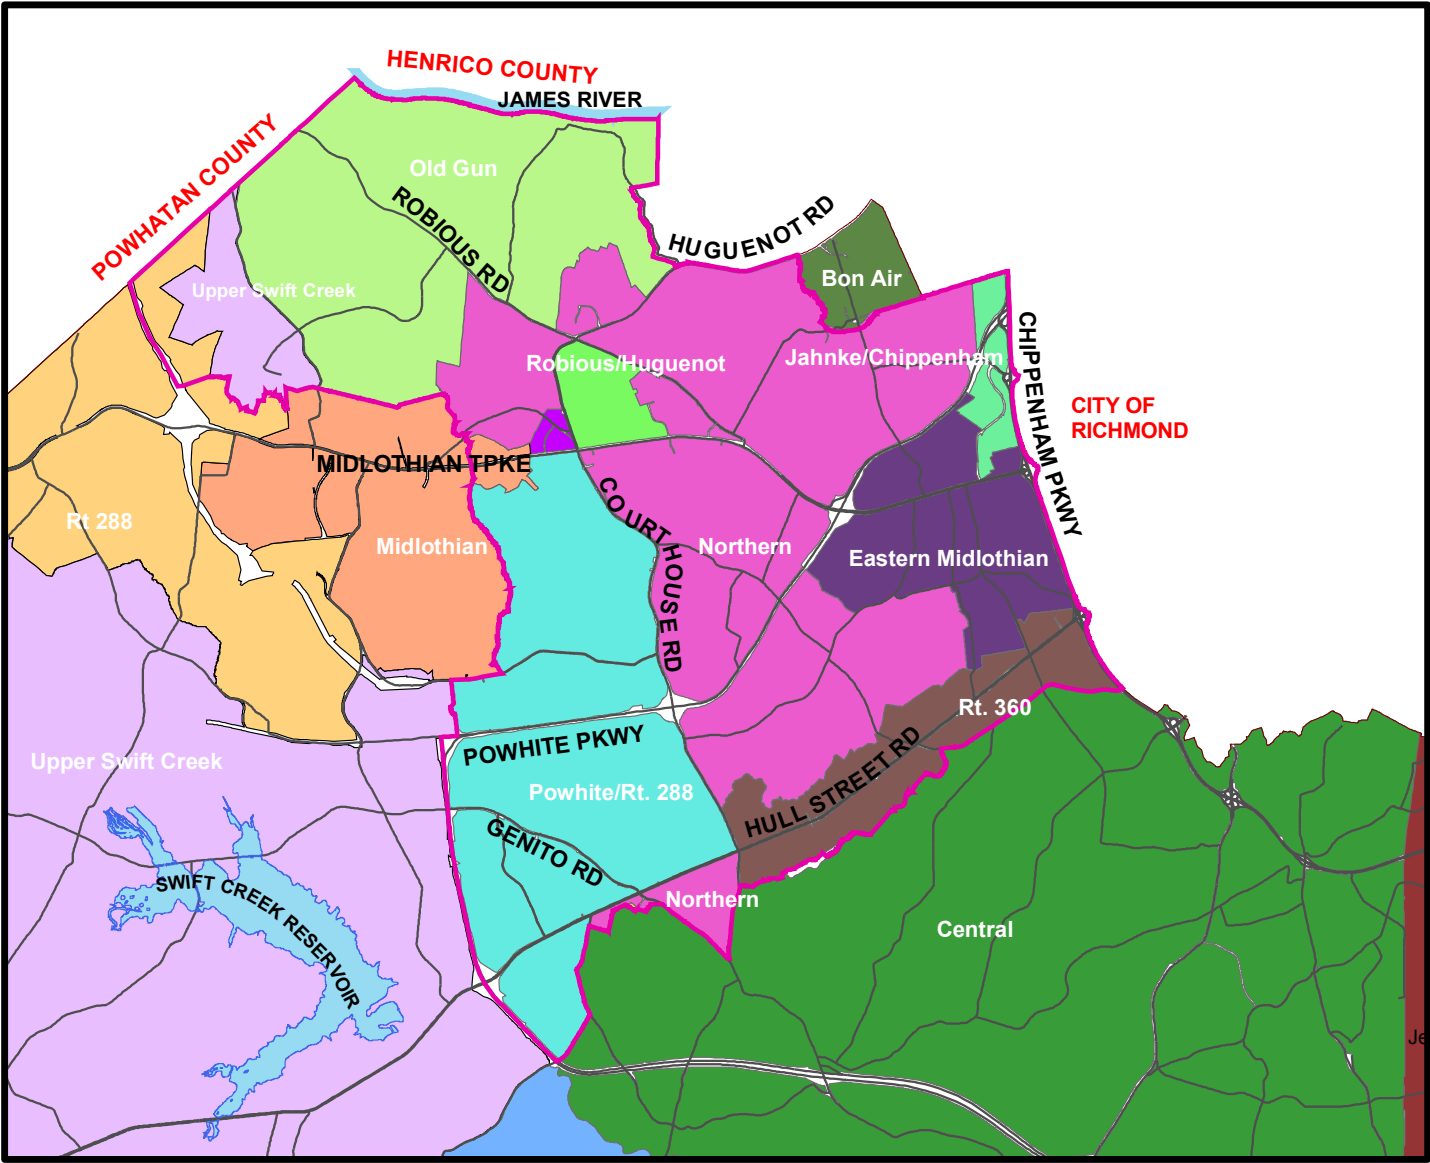 HENRICO COUNTY
JAMES RIVER
POWHATAN COUNTY
Old Gun
ROBIOUS RD
HUGUENOT RD
Bon Air
Upper Swift Creek
Robious/Huguenot
Jahnke/Chippenham
CHIPPENHAM PKWY
CITY OF
RICHMOND
MIDLOTHIAN TPKE
Rt 288
Midlothian
COURTHOUSE RD
Northern
Eastern Midlothian
Rt. 360
Upper Swift Creek
POWHITE PKWY
Powhite/Rt. 288
HULL STREET RD
GENITO RD
SWIFT CREEK RESERVOIR
Northern
Central
Je